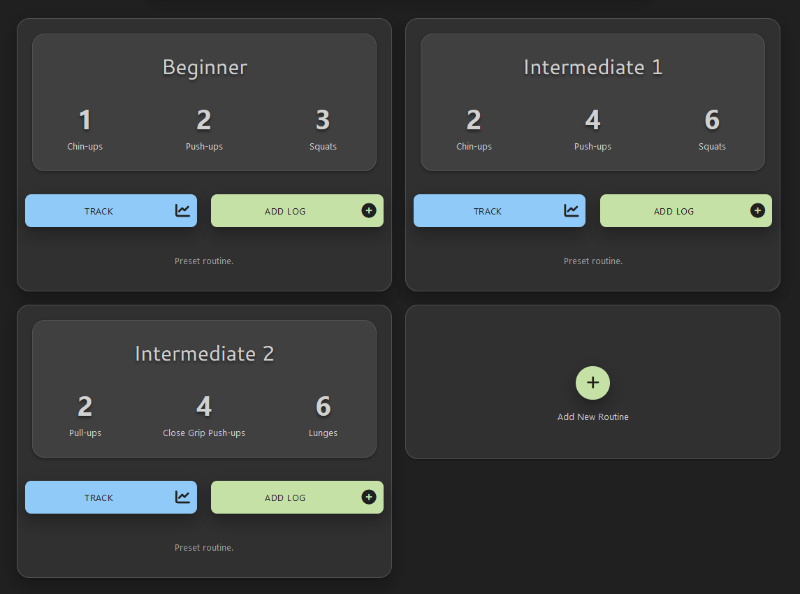 Beginner
1 2 3
Chin-ups Push-ups Squats
TRACK ADD LOG
Preset routine.
Intermediate 1
2 4 6
Chin-ups Push-ups Squats
TRACK ADD LOG
Preset routine.
Intermediate 2
2 4 6
Pull-ups Close Grip Push-ups Lunges
TRACK ADD LOG
Preset routine.
Add New Routine